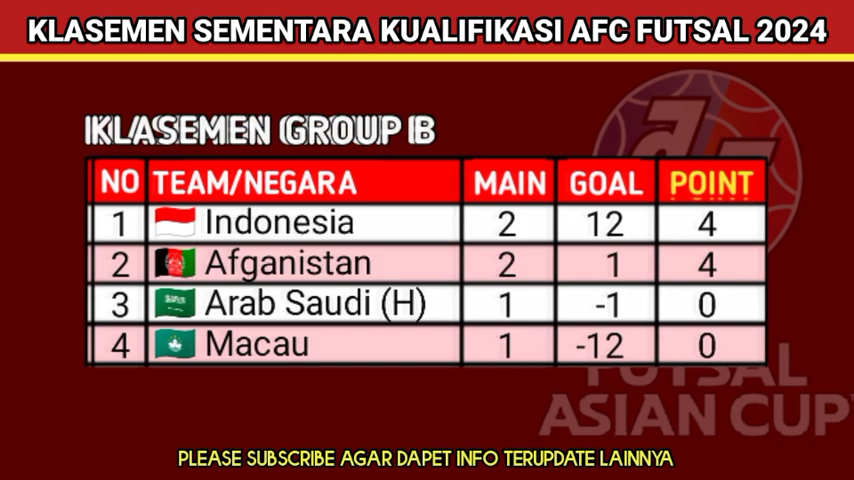 KLASEMEN SEMENTARA KUALIFIKASI AFC FUTSAL 2024
KLASEMEN GROUP B
NO TEAM/NEGARA MAIN GOAL POINT
1 Indonesia 2 12 4
2 Afganistan 2 1 4
3 Arab Saudi (H) 1 -1 0
4 Macau 1 -12 0
FUTSAL
ASIAN CUP
PLEASE SUBSCRIBE AGAR DAPET INFO TERUPDATE LAINNYA